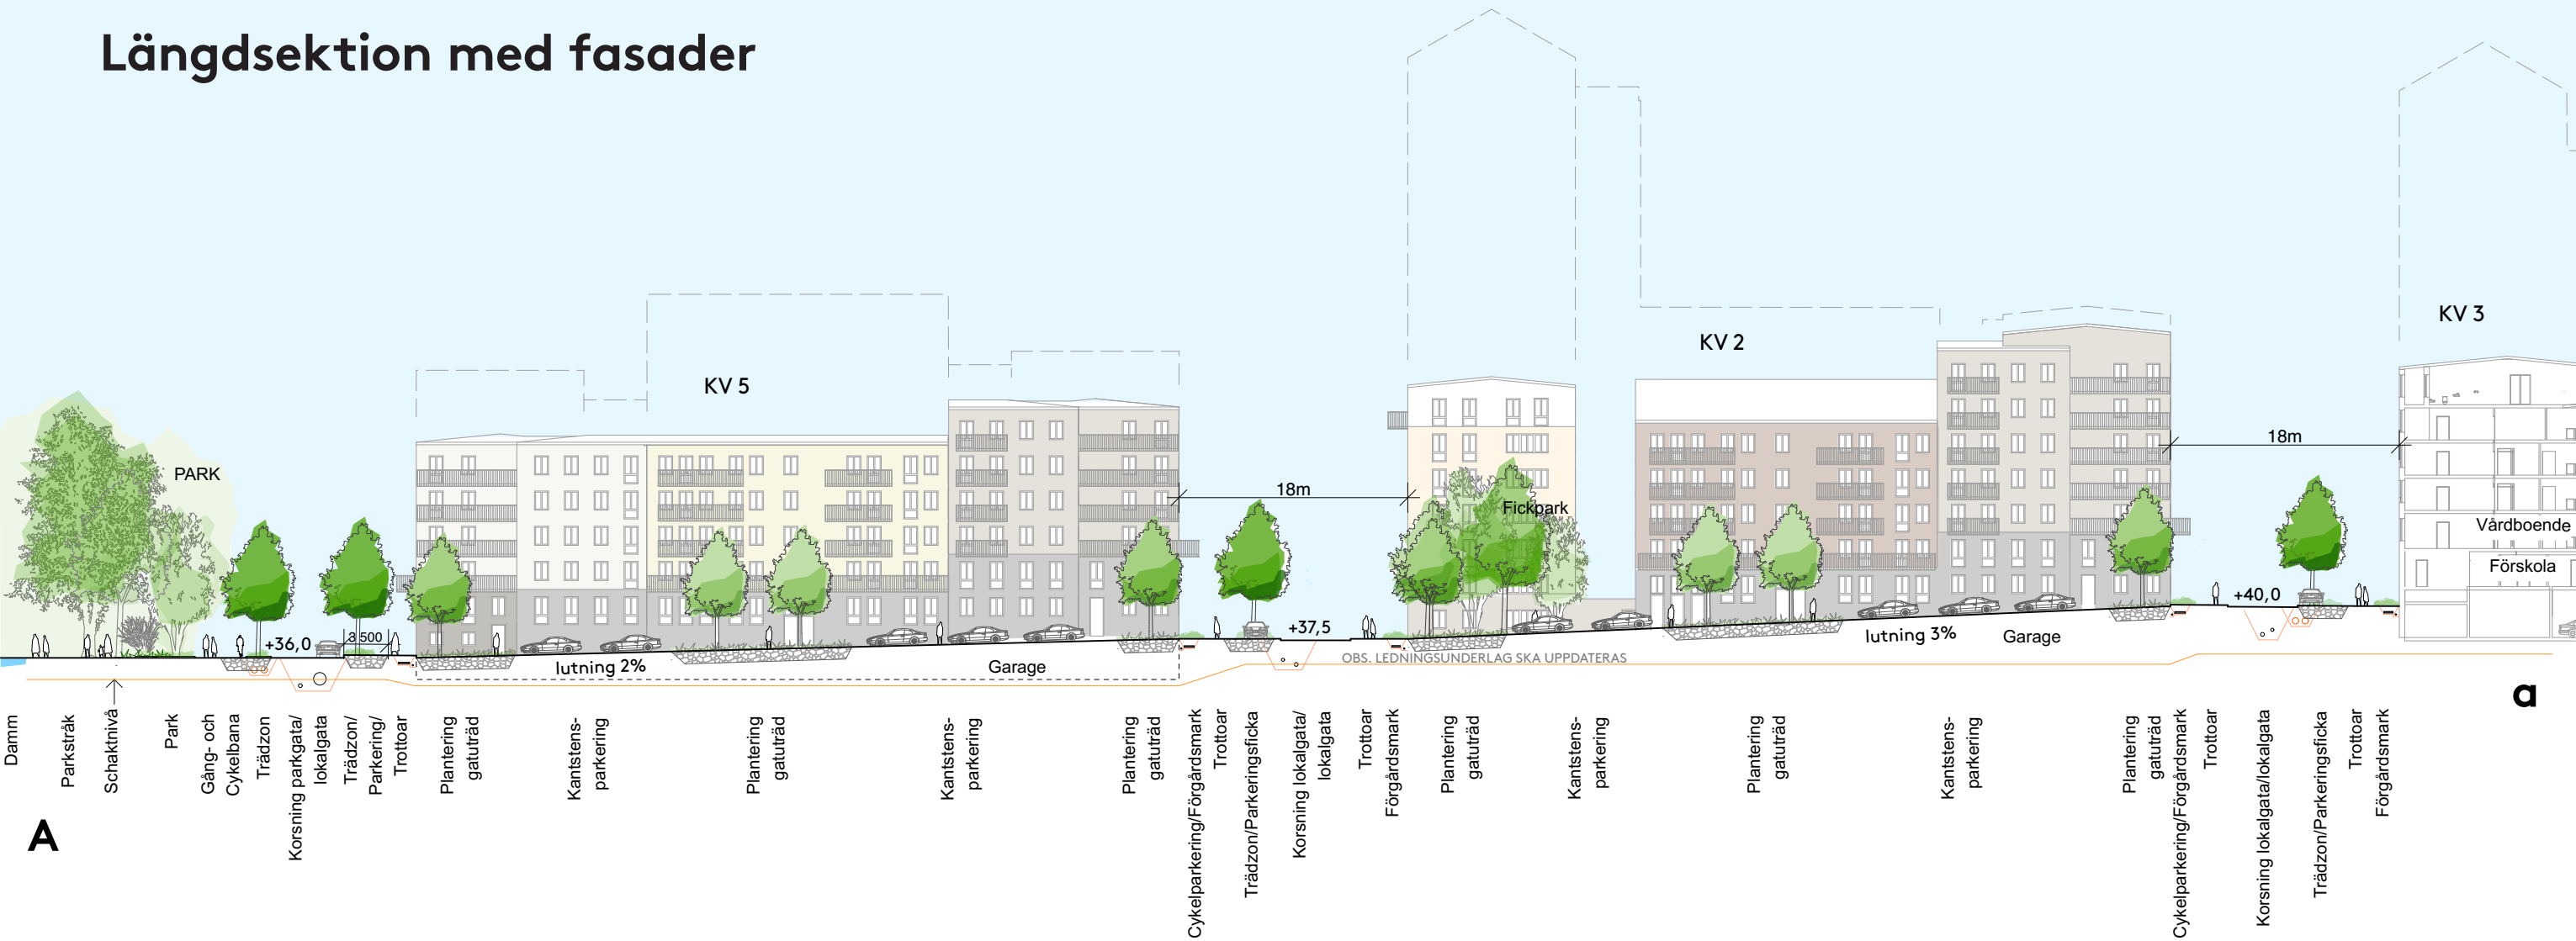 Längdsektion med fasader
KV 3
KV 2
KV 5
18m
PARK
18m
Fickpark
Vårdboende
Förskola
+40,0
+37,5
3 500
+36,0
lutning 3%
Garage
OBS. LEDNINGSUNDERLAG SKA UPPDATERAS
lutning 2%
Garage
a
Damm
Parkstråk
Schaktnivå
Park
Gång- och
Cykelbana
Trädzon
Korsning parkgata/
lokalgata
Trädzon/
Parkering/
Trottoar
Plantering
gatuträd
Kantstens-
parkering
Plantering
gatuträd
Kantstens-
parkering
Plantering
gatuträd
Cykelparkering/Förgårdsmark
Trottoar
Trädzon/Parkeringsficka
Korsning lokalgata/
lokalgata
Trottoar
Förgårdsmark
Plantering
gatuträd
Kantstens-
parkering
Plantering
gatuträd
Kantstens-
parkering
Plantering
gatuträd
Cykelparkering/Förgårdsmark
Trottoar
Korsning lokalgata/lokalgata
Trädzon/Parkeringsficka
Trottoar
Förgårdsmark
A